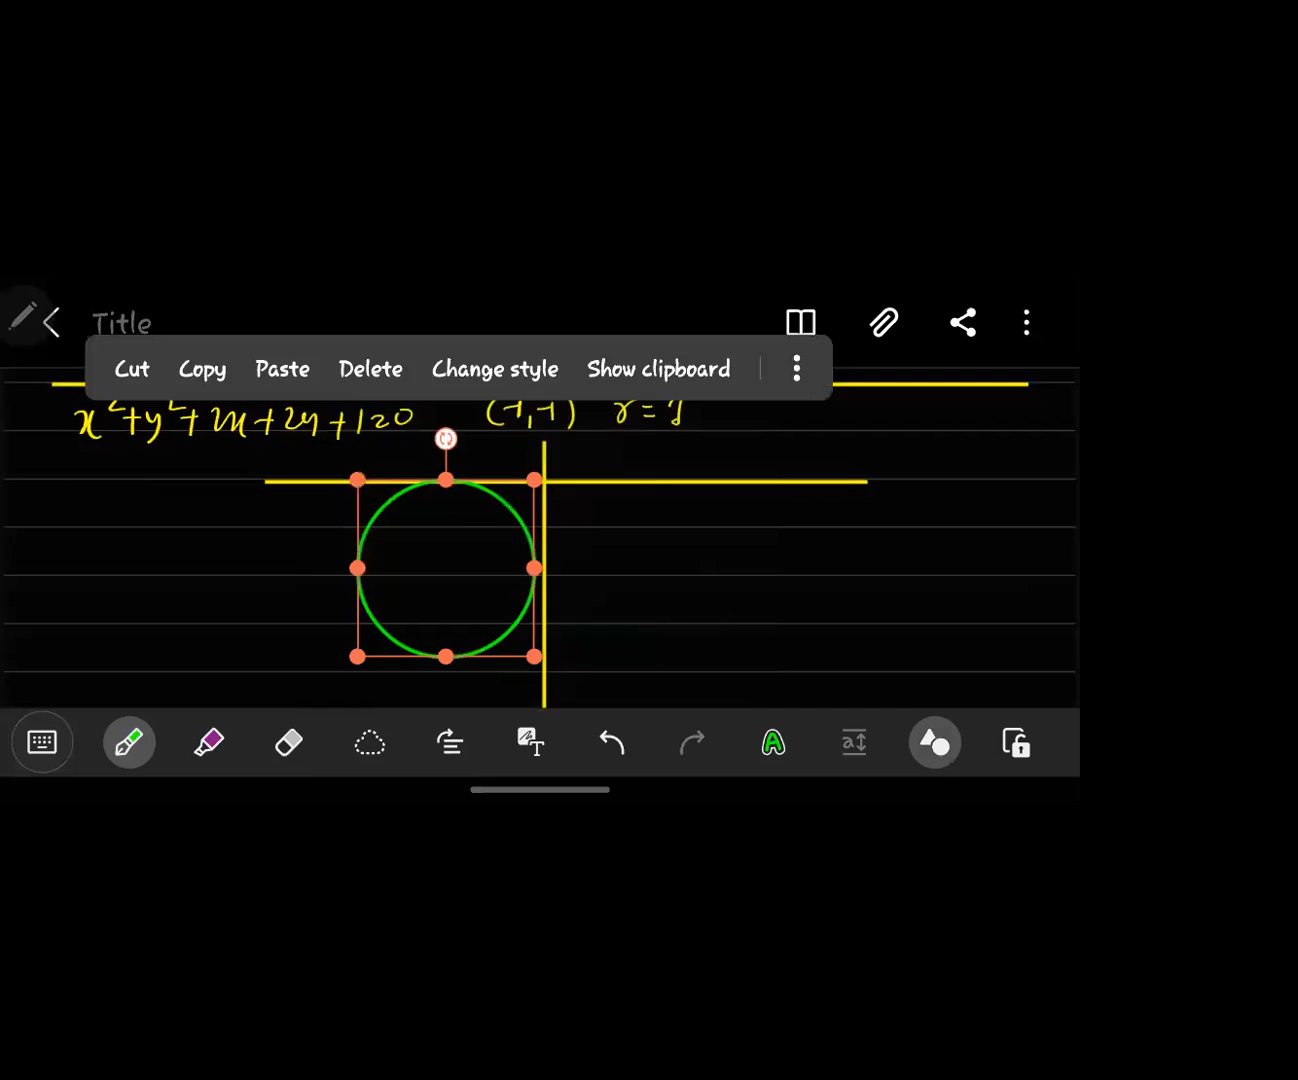 Title
Cut Copy Paste Delete Change style Show clipboard
x²+y²+2x+2y+1=0 (-1,-1) r=1